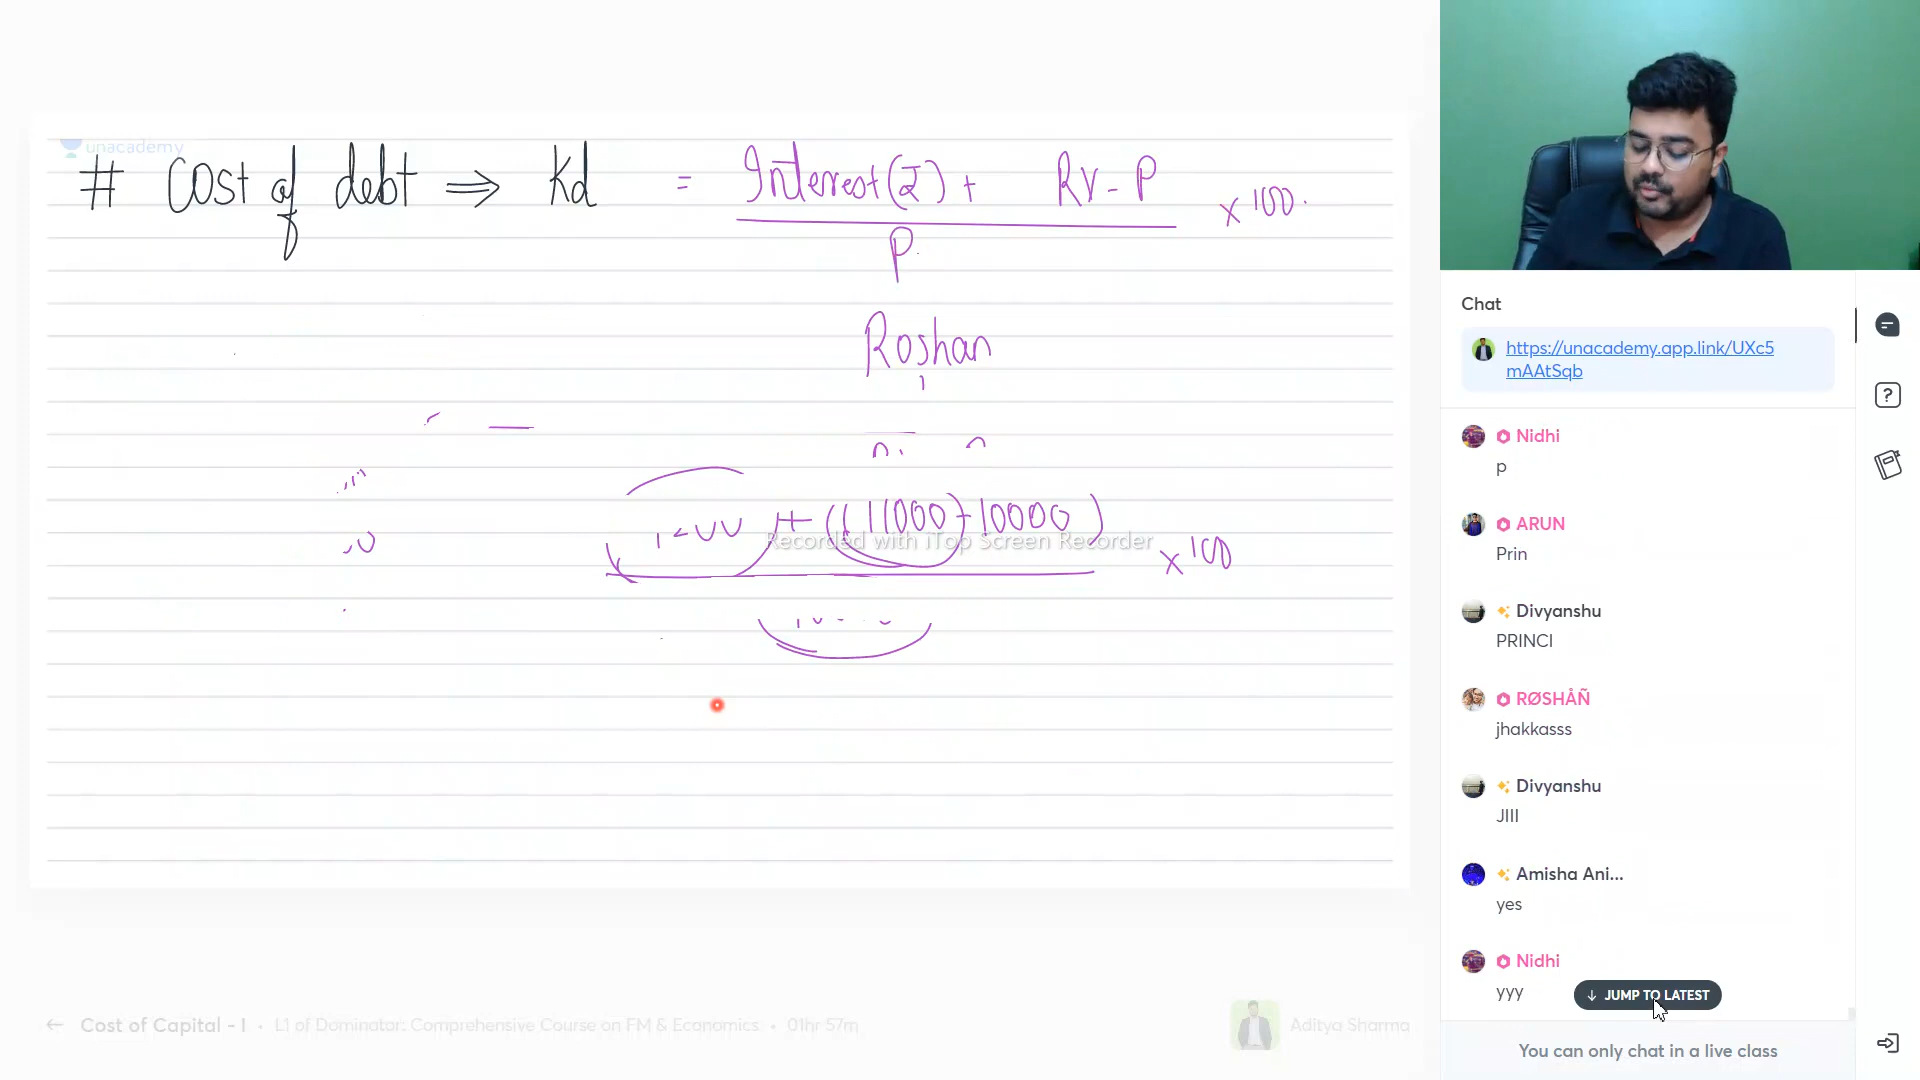 unacademy
# Cost of debt ⇒ Kd = Interest(I) + RV - P × 100.
P
Roshan
n. n
1200 ) + ((11000) - 10000) × 100
Recorded with iTop Screen Recorder
← Cost of Capital - I • L1 of Dominator: Comprehensive Course on FM & Economics • 01hr 57m
Aditya Sharma
Chat
https://unacademy.app.link/UXc5
mAAtSqb
Nidhi
p
ARUN
Prin
Divyanshu
PRINCI
RØSHÅÑ
jhakkasss
Divyanshu
JIII
Amisha Ani...
yes
Nidhi
yyy
↓ JUMP TO LATEST
You can only chat in a live class